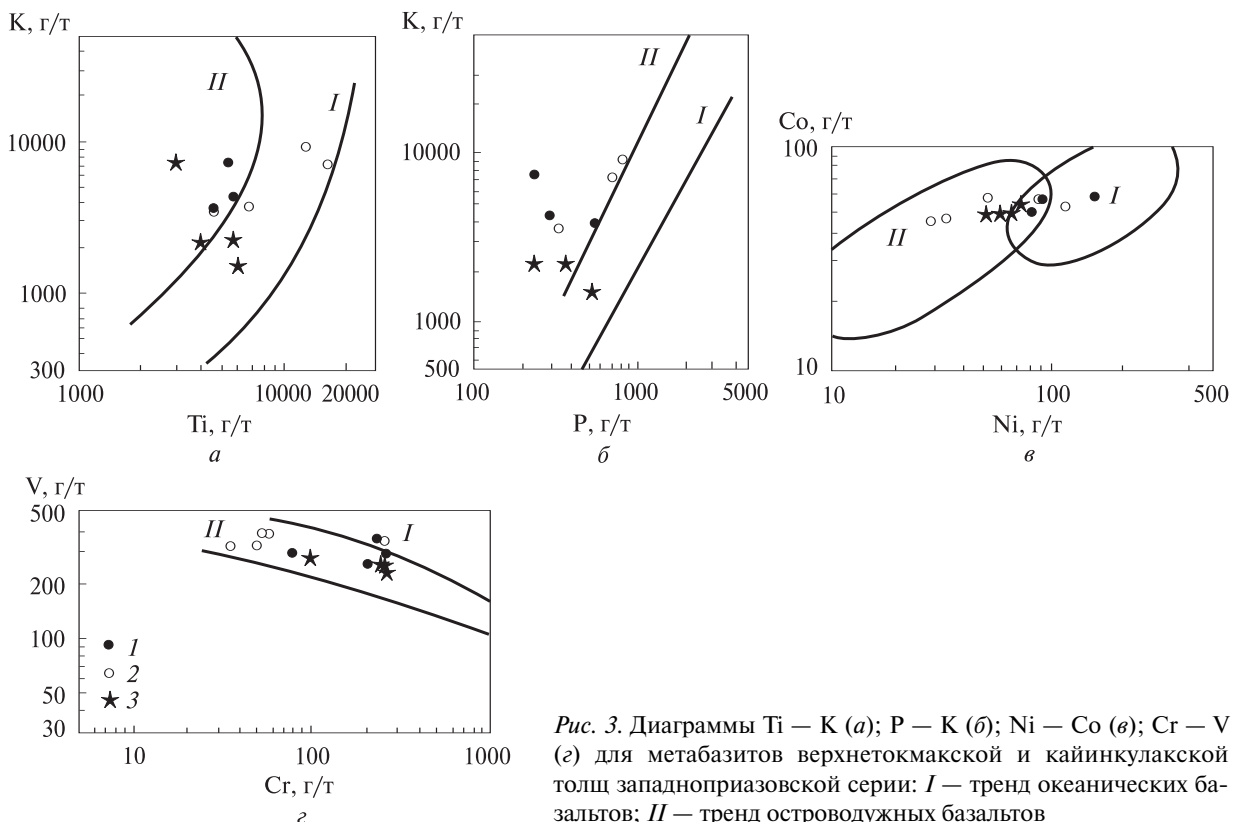 K, г/т
II
I
10000
1000
300
1000
10000 20000
Ti, г/т
а
K, г/т
II
I
10000
1000
500
100
1000
5000
P, г/т
б
Co, г/т
100
I
II
10
10
100
500
Ni, г/т
в
V, г/т
500
II
I
200
100
50
30
1
2
3
10
100
1000
Cr, г/т
г
Рис. 3. Диаграммы Ti — K (а); P — K (б); Ni — Co (в); Cr — V
(г) для метабазитов верхнетокмакской и кайинкулакской
толщ западноприазовской серии: I — тренд океанических ба-
зальтов; II — тренд островодужных базальтов